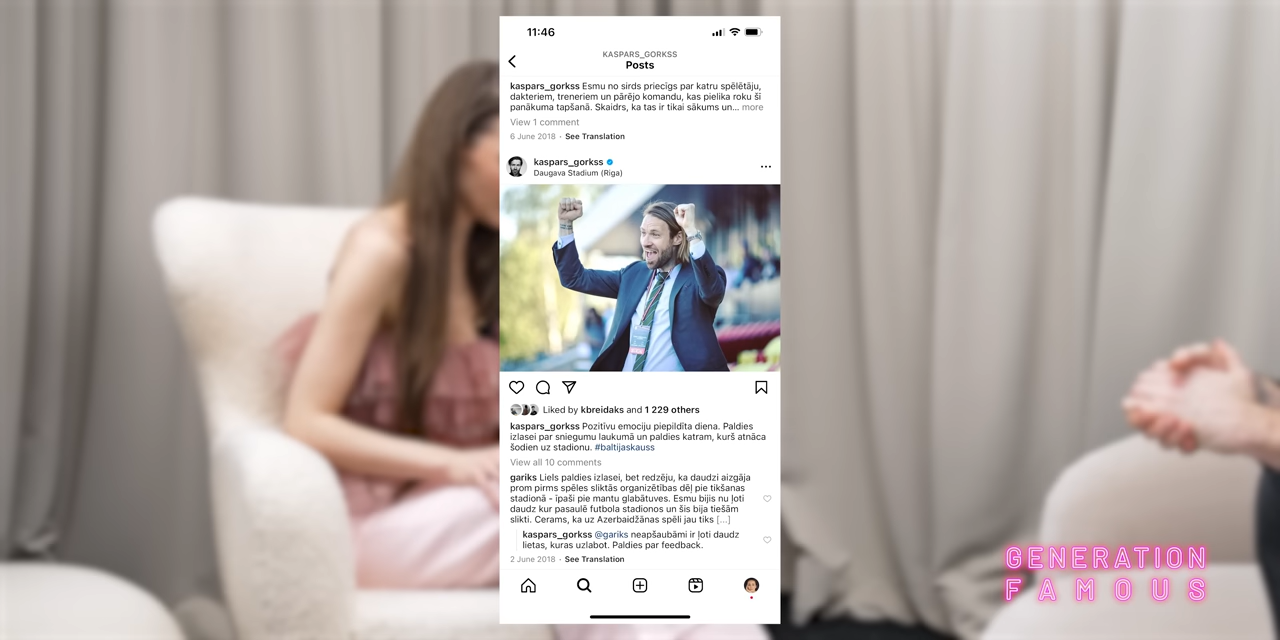 11:46
KASPARS_GORKSS
Posts
kaspars_gorkss Esmu no sirds priecīgs par katru spēlētāju,
dakteriem, treneriem un pārējo komandu, kas pielika roku šī
panākuma tapšanā. Skaidrs, ka tas ir tikai sākums un... more
View 1 comment
6 June 2018 · See Translation
kaspars_gorkss
Daugava Stadium (Riga)
Liked by kbreidaks and 1 229 others
kaspars_gorkss Pozitīvu emociju piepildīta diena. Paldies
izlasei par sniegumu laukumā un paldies katram, kurš atnāca
šodien uz stadionu. #baltijaskauss
View all 10 comments
gariks Liels paldies izlasei, bet redzēju, ka daudzi aizgāja
prom pirms spēles sliktās organizētības dēļ pie tikšanas
stadionā - īpaši pie mantu glabātuves. Esmu bijis nu ļoti
daudz kur pasaulē futbola stadionos un šis bija tiešām
slikti. Cerams, ka uz Azerbaidžānas spēli jau tiks [...]
kaspars_gorkss @gariks neapšaubāmi ir ļoti daudz
lietas, kuras uzlabot. Paldies par feedback.
2 June 2018 · See Translation
GENERATION
FAMOUS